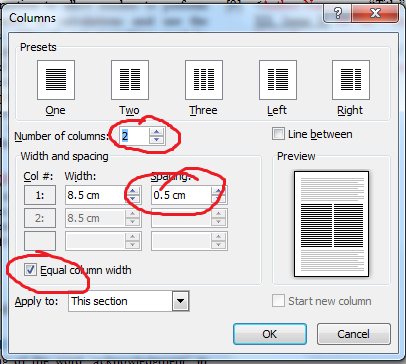 Columns
Presets
One Two Three Left Right
Number of columns: 2 Line between
Width and spacing Preview
Col #: Width: Spacing:
1: 8.5 cm 0.5 cm
2: 8.5 cm
Equal column width
Apply to: This section Start new column
OK Cancel